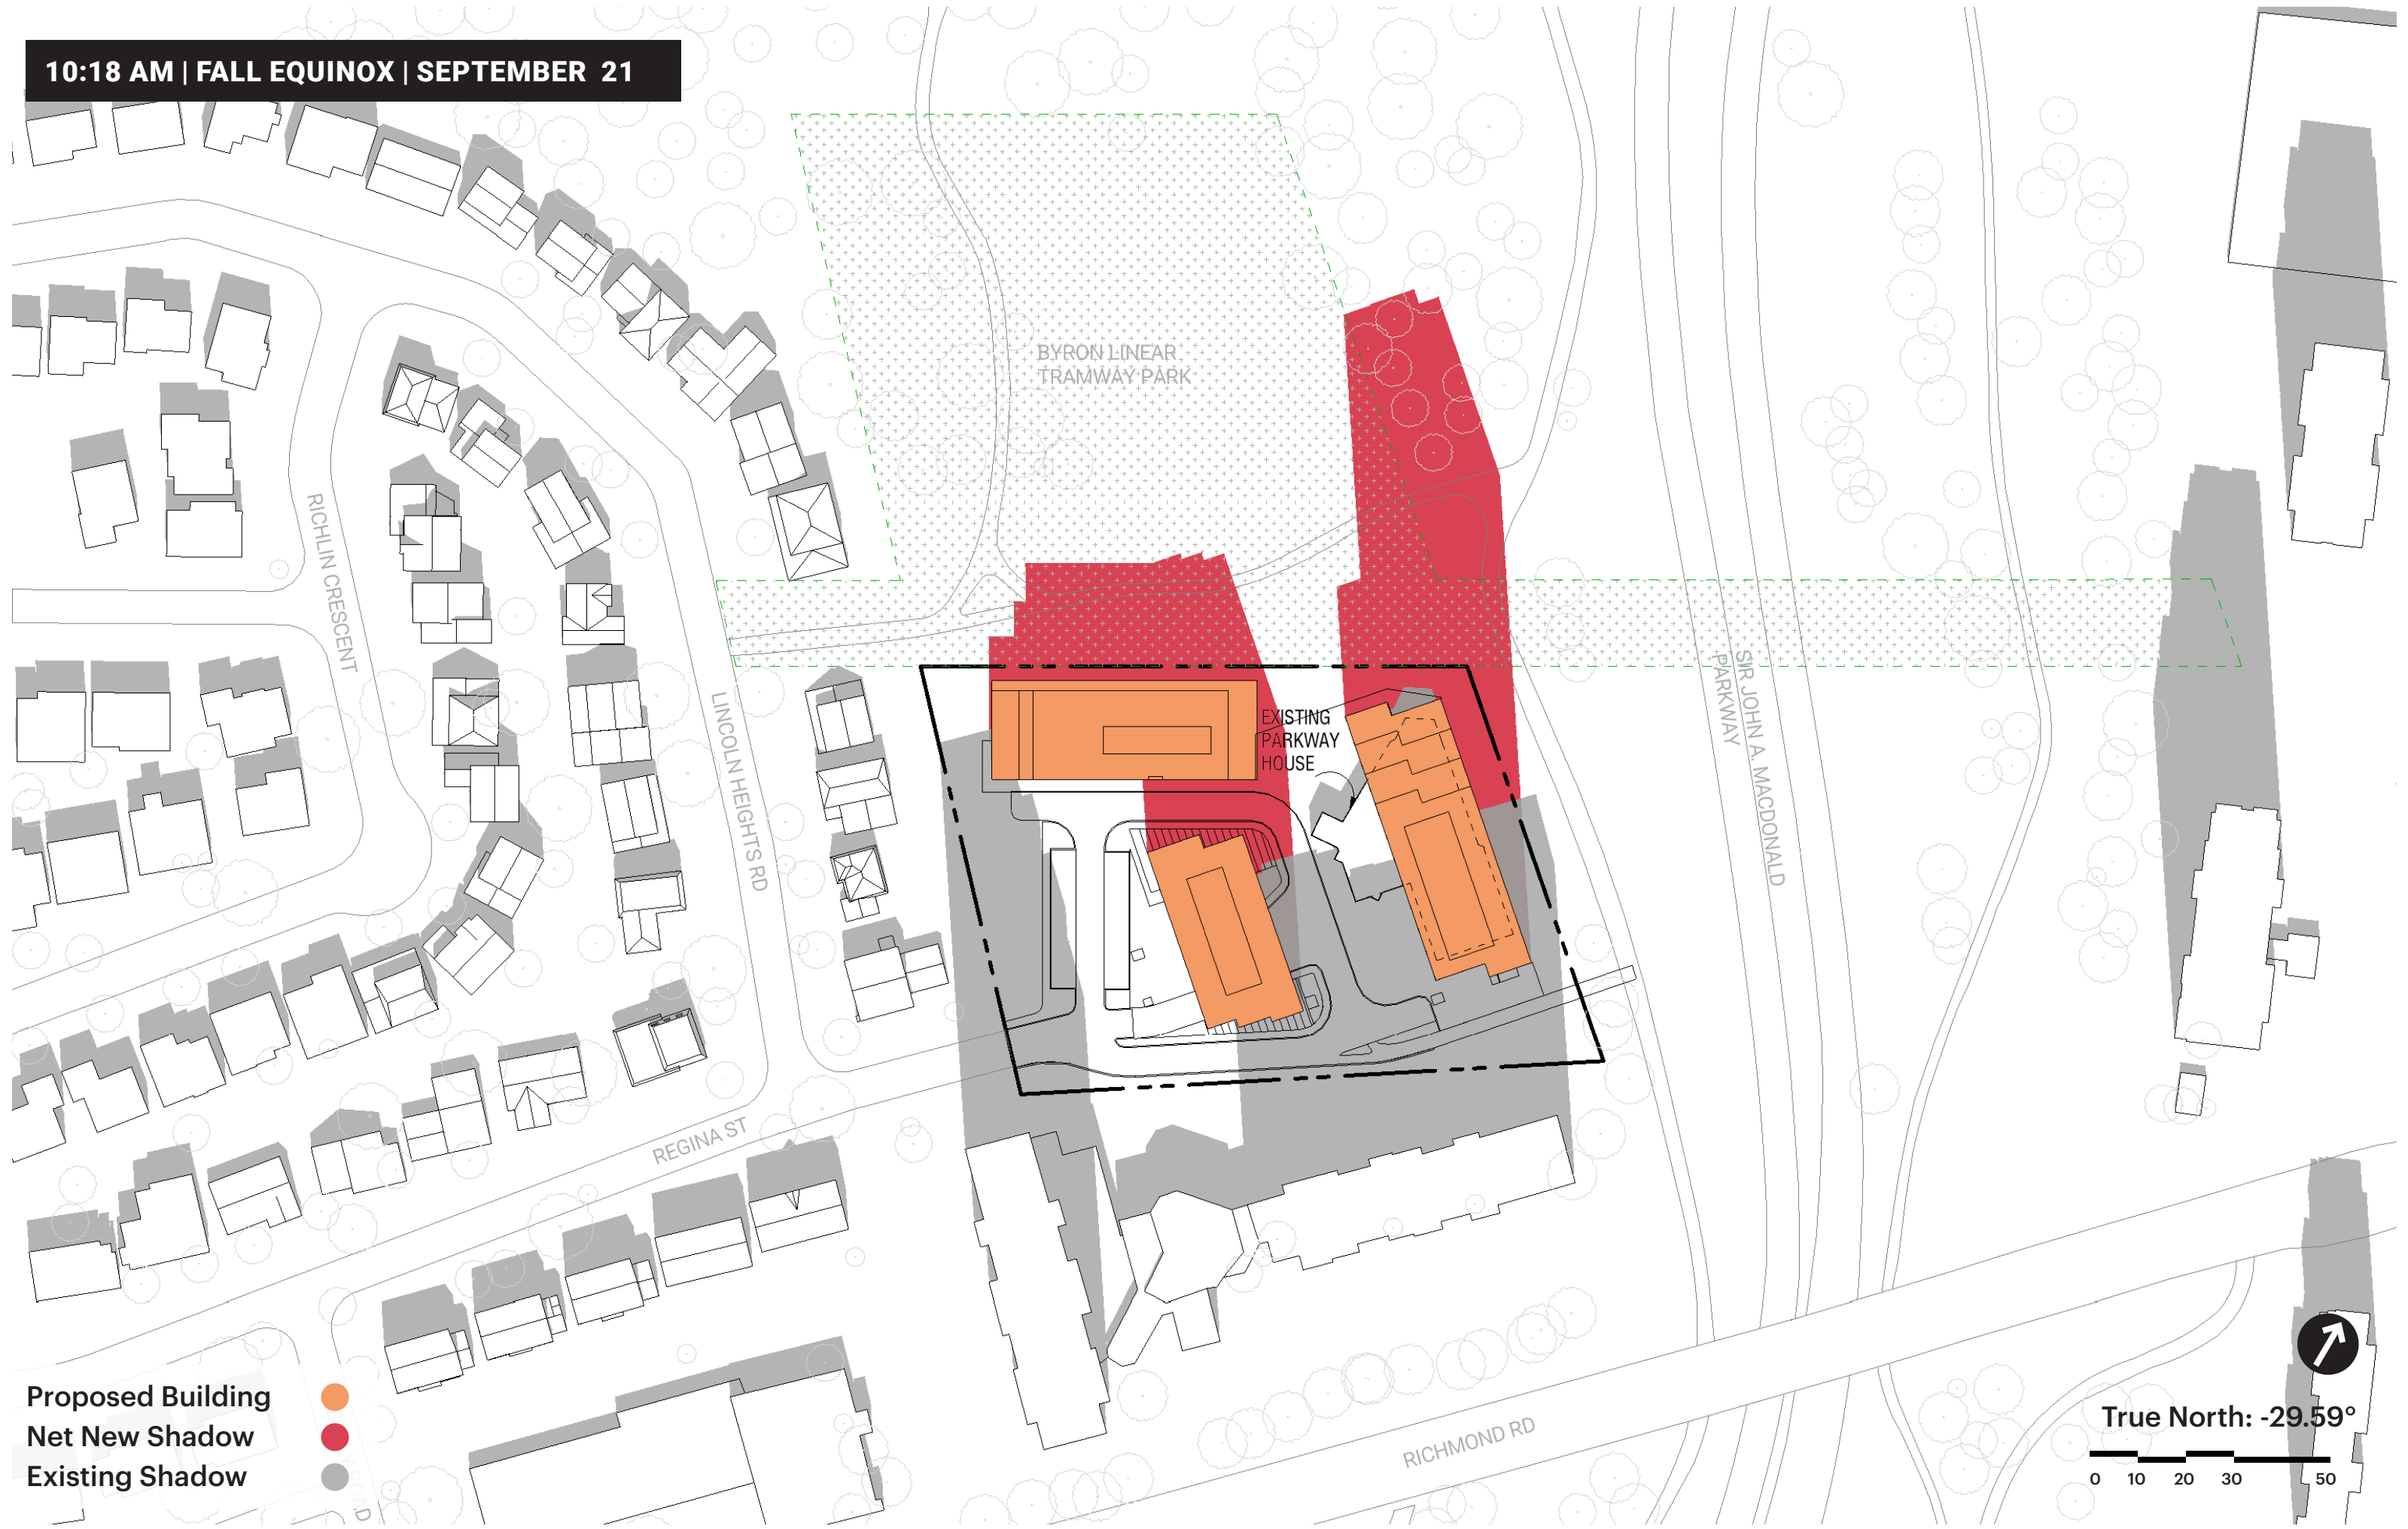 10:18 AM | FALL EQUINOX | SEPTEMBER 21
BYRON LINEAR
TRAMWAY PARK
RICHLIN CRESCENT
LINCOLN HEIGHTS RD
EXISTING
PARKWAY
HOUSE
SIR JOHN A. MACDONALD
PARKWAY
REGINA ST
RICHMOND RD
Proposed Building
Net New Shadow
Existing Shadow
True North: -29.59°
0 10 20 30 50